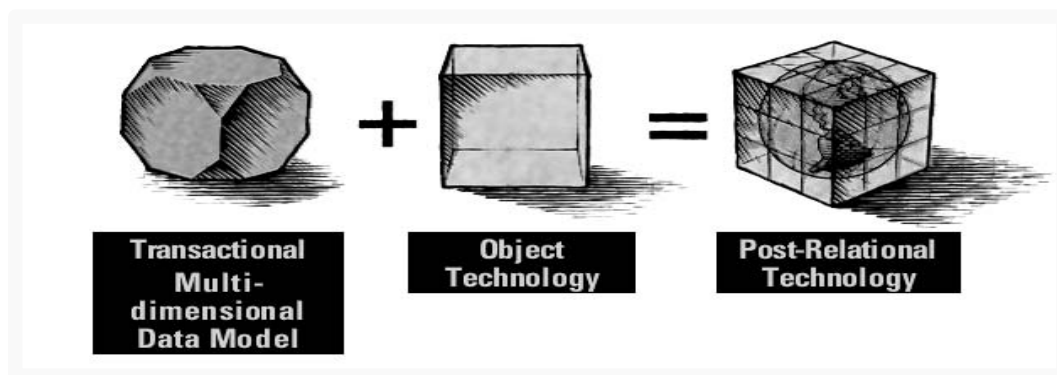 +
=
Transactional
Multi-
dimensional
Data Model
Object
Technology
Post-Relational
Technology